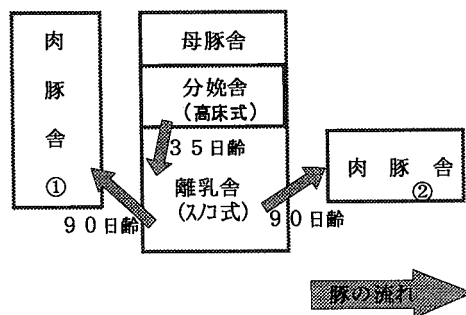 肉豚舎①
母豚舎
分娩舎
(高床式)
35日齢
離乳舎
(スノコ式)
90日齢
90日齢
肉豚舎
②
豚の流れ